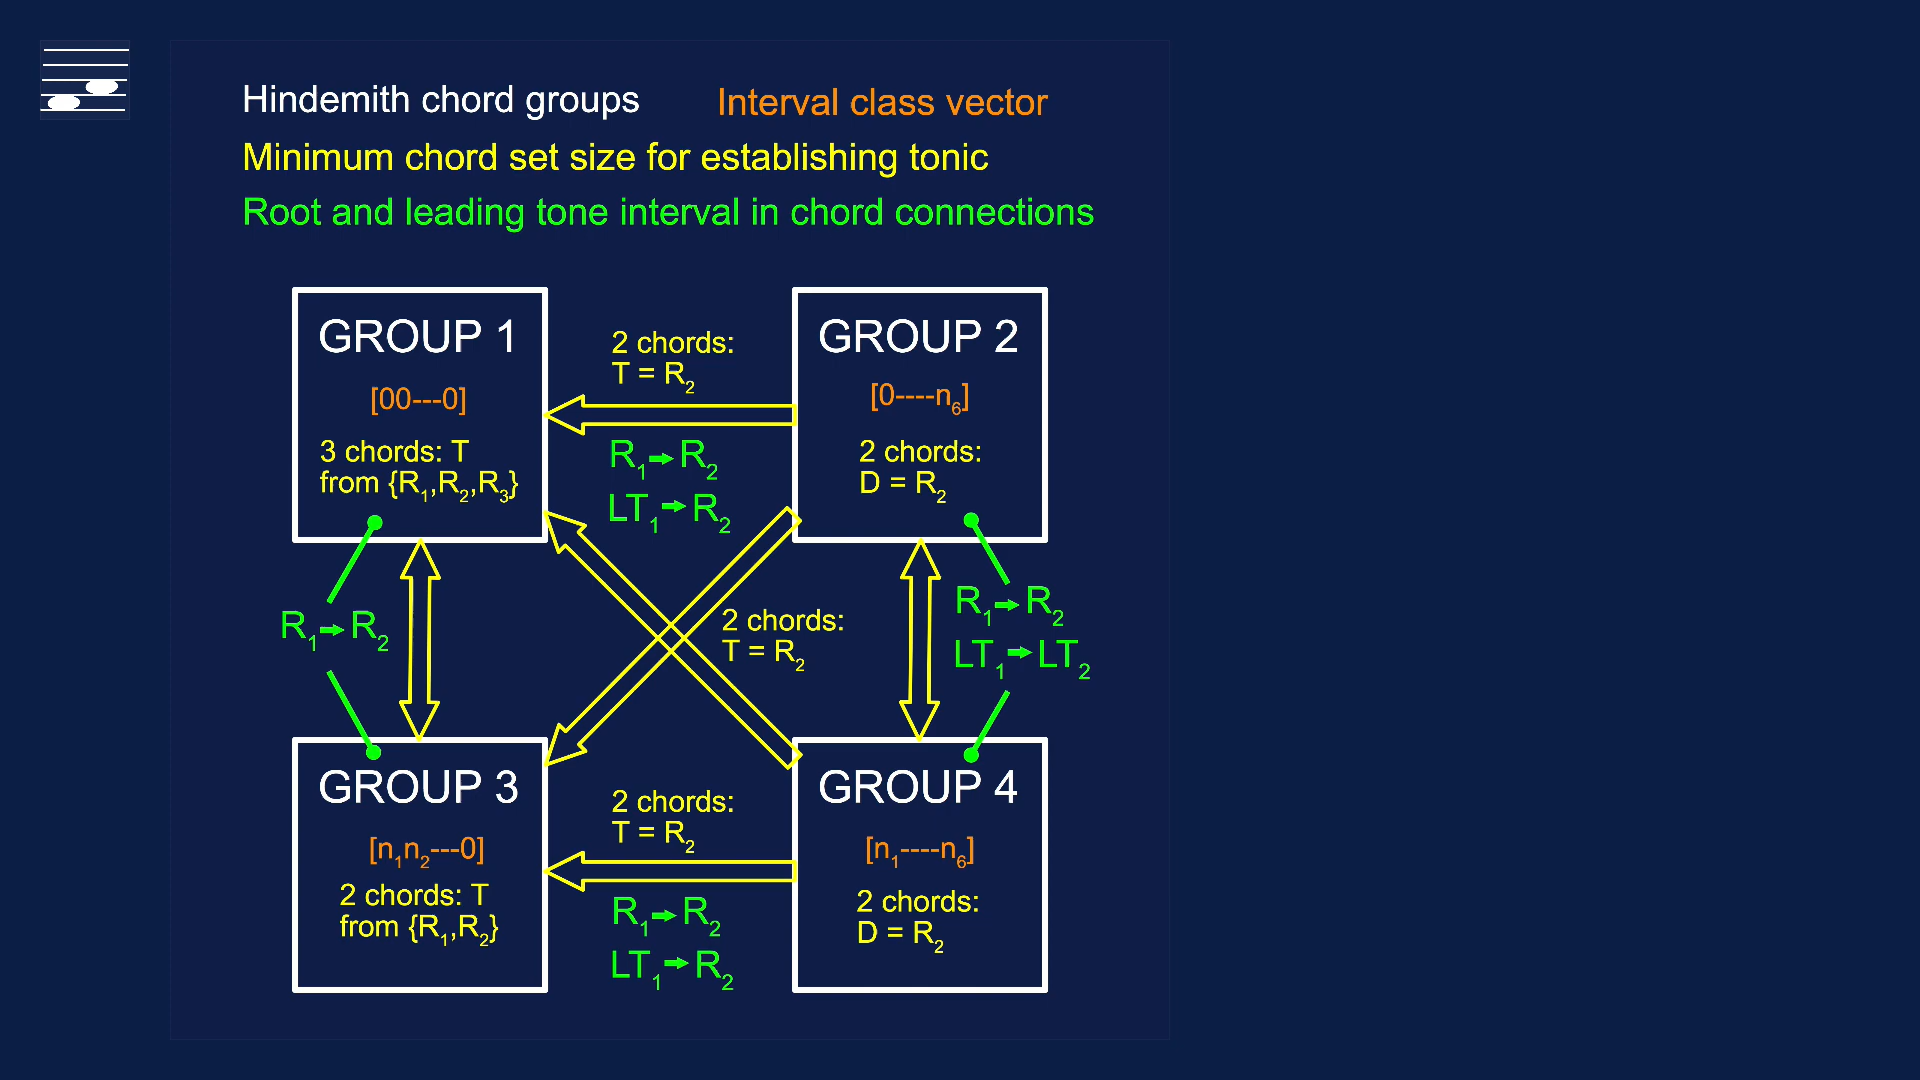 Hindemith chord groups
Interval class vector
Minimum chord set size for establishing tonic
Root and leading tone interval in chord connections
GROUP 1
[00---0]
3 chords: T
from {R₁,R₂,R₃}
2 chords:
T = R₂
R₁→R₂
LT₁→R₂
GROUP 2
[0----n₆]
2 chords:
D = R₂
R₁→R₂
2 chords:
T = R₂
R₁→R₂
LT₁→LT₂
GROUP 3
[n₁n₂---0]
2 chords: T
from {R₁,R₂}
2 chords:
T = R₂
R₁→R₂
LT₁→R₂
GROUP 4
[n₁----n₆]
2 chords:
D = R₂